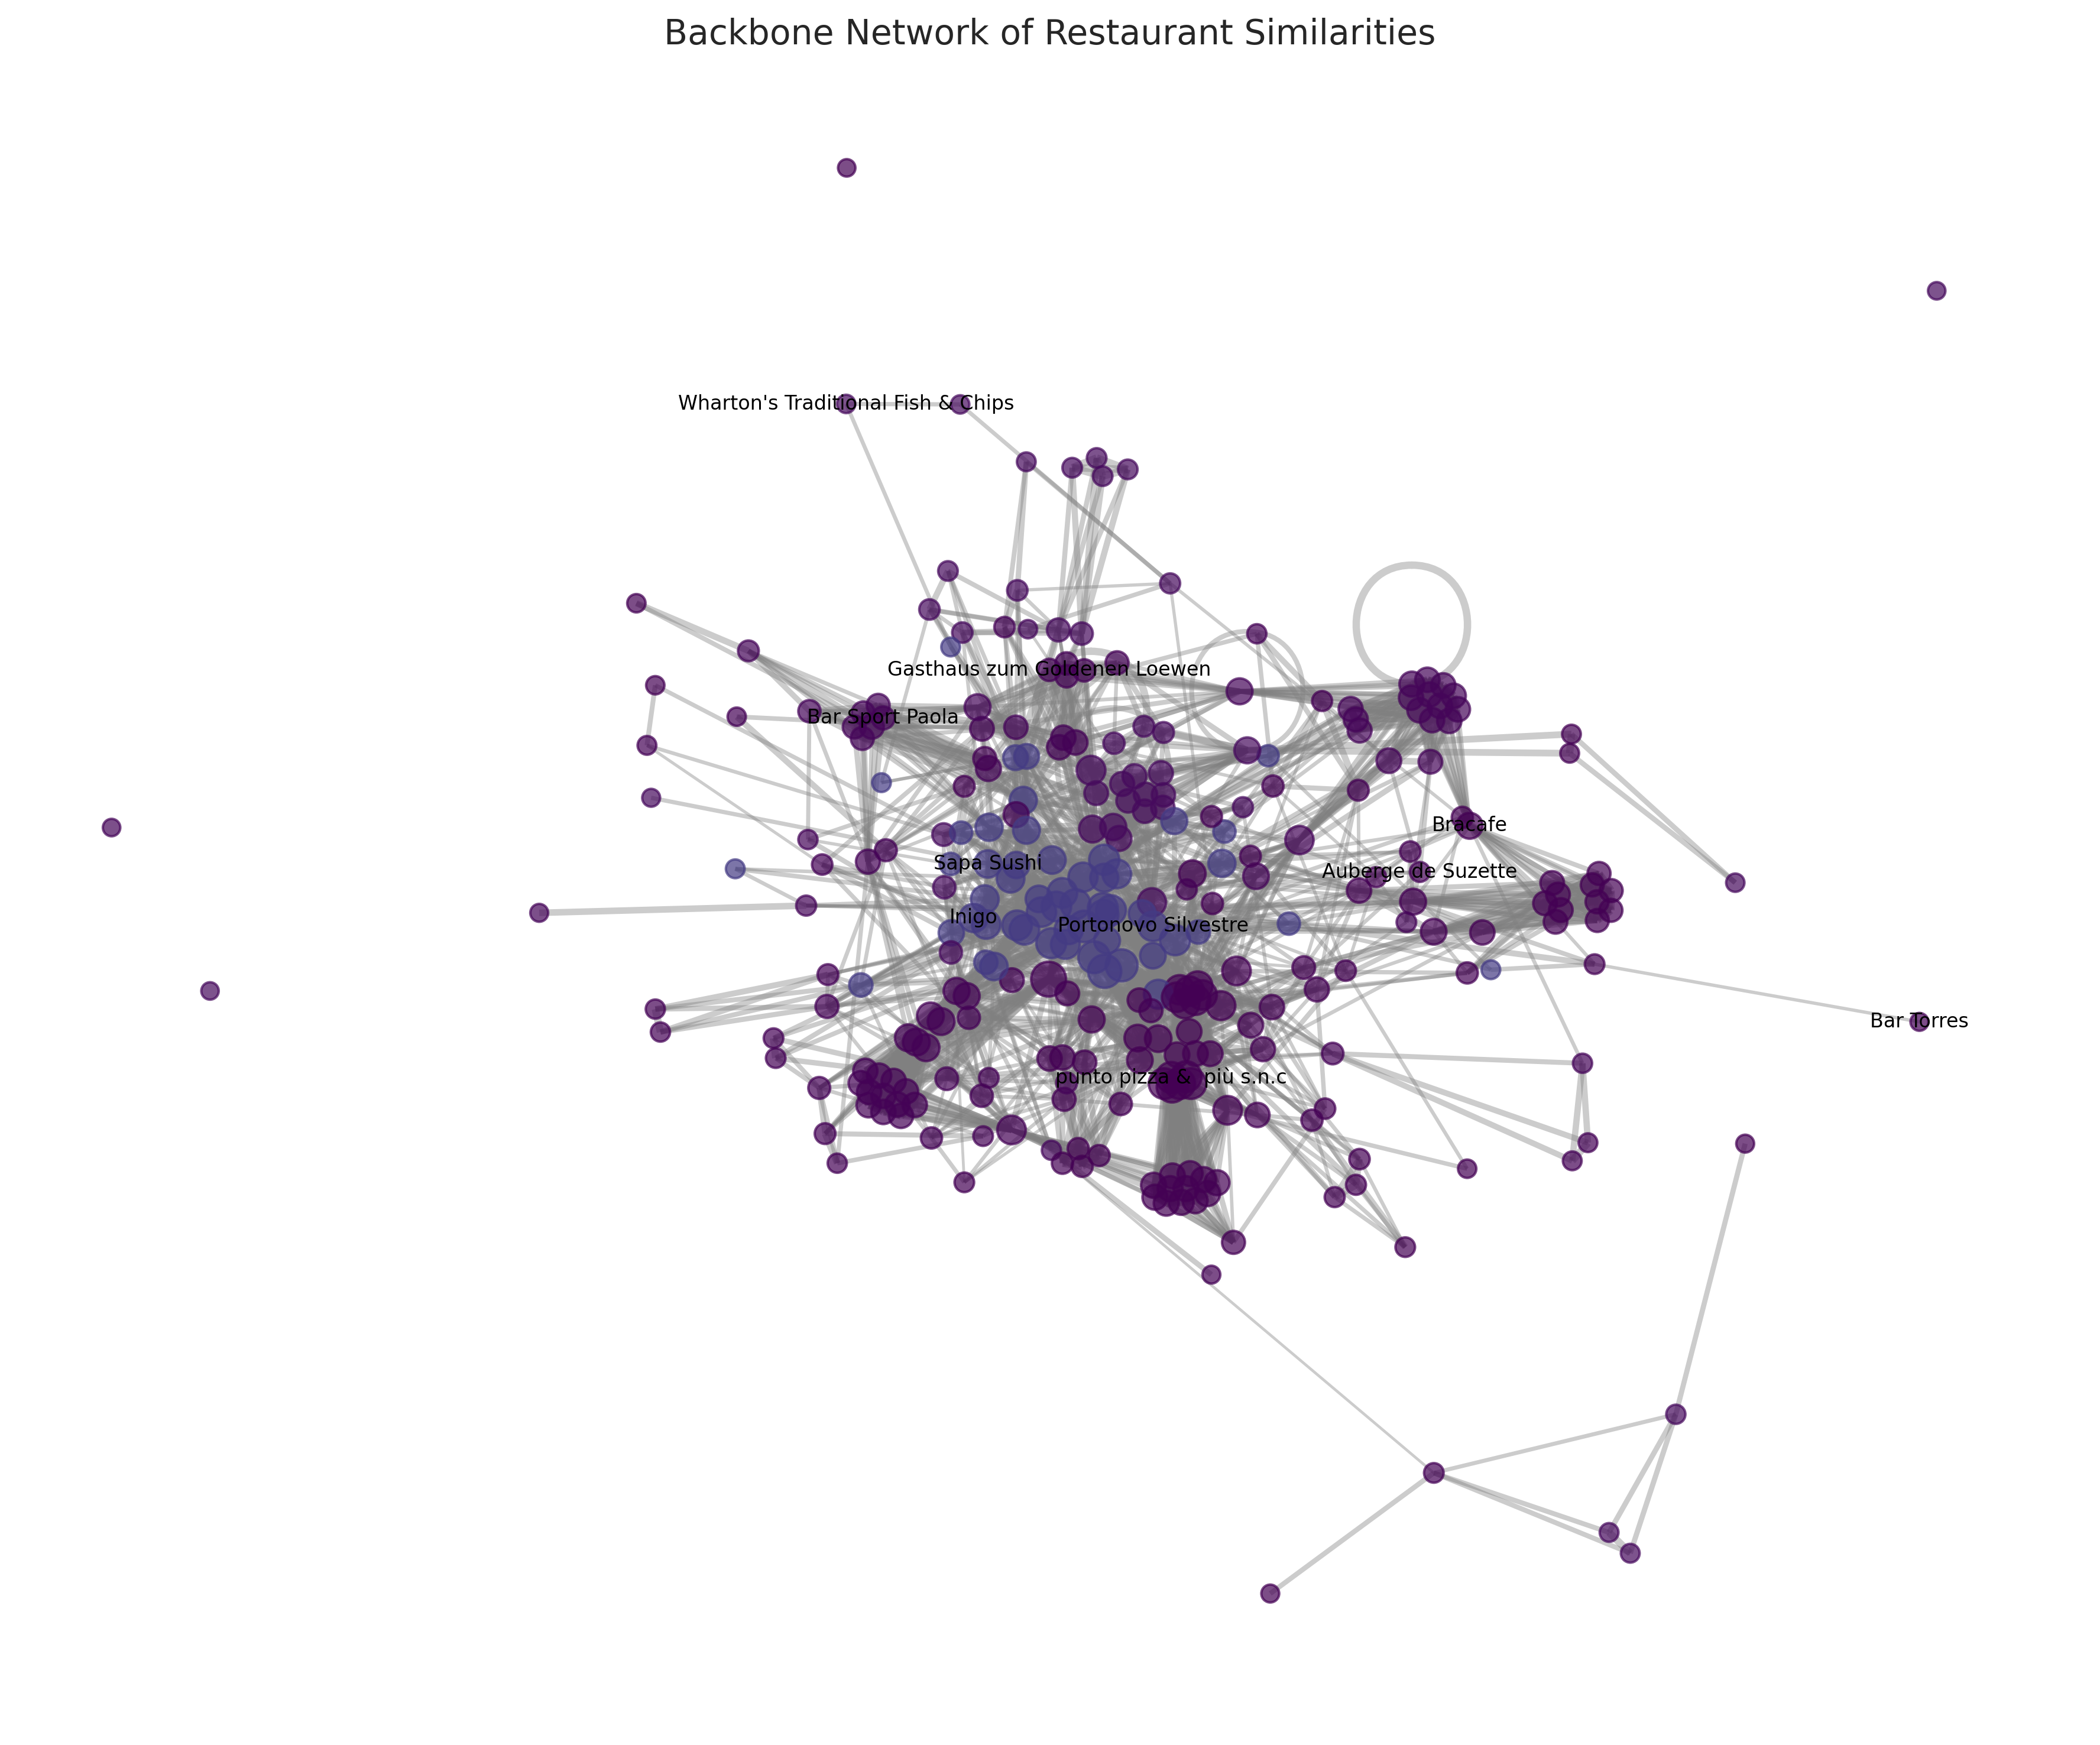 Backbone Network of Restaurant Similarities
Wharton's Traditional Fish & Chips
Gasthaus zum Goldenen Loewen
Bar Sport Paola
Bracafe
Sapa Sushi
Auberge de Suzette
Inigo
Portonovo Silvestre
Bar Torres
punto pizza &  più s.n.c